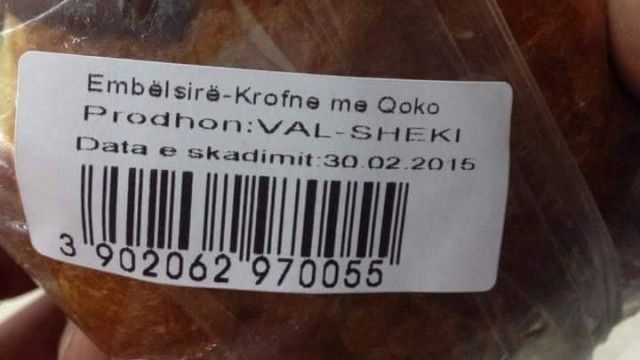 Embëlsirë-Krofne me Qoko
Prodhon:VAL-SHEKI
Data e skadimit:30.02.2015
3 902062 970055